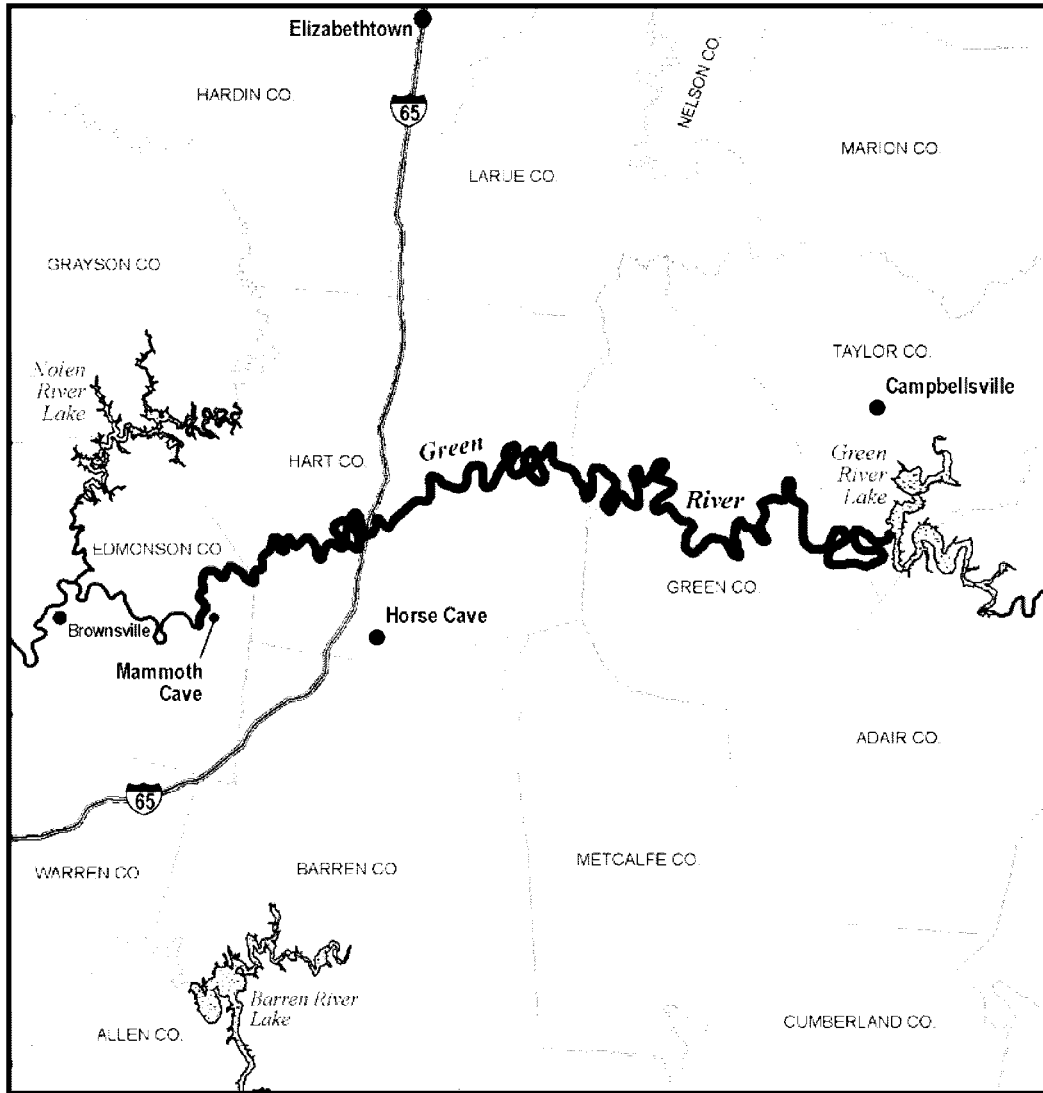 Elizabethtown
HARDIN CO.
65
NELSON CO.
MARION CO.
LARUE CO.
GRAYSON CO
TAYLOR CO.
Nolen
River
Lake
Campbellsville
Green
HART CO.
Green
River
Lake
River
EDMONSON CO
GREEN CO.
Brownsville
Horse Cave
Mammoth
Cave
ADAIR CO.
65
WARREN CO
BARREN CO.
METCALFE CO.
Barren River
Lake
ALLEN CO.
CUMBERLAND CO.